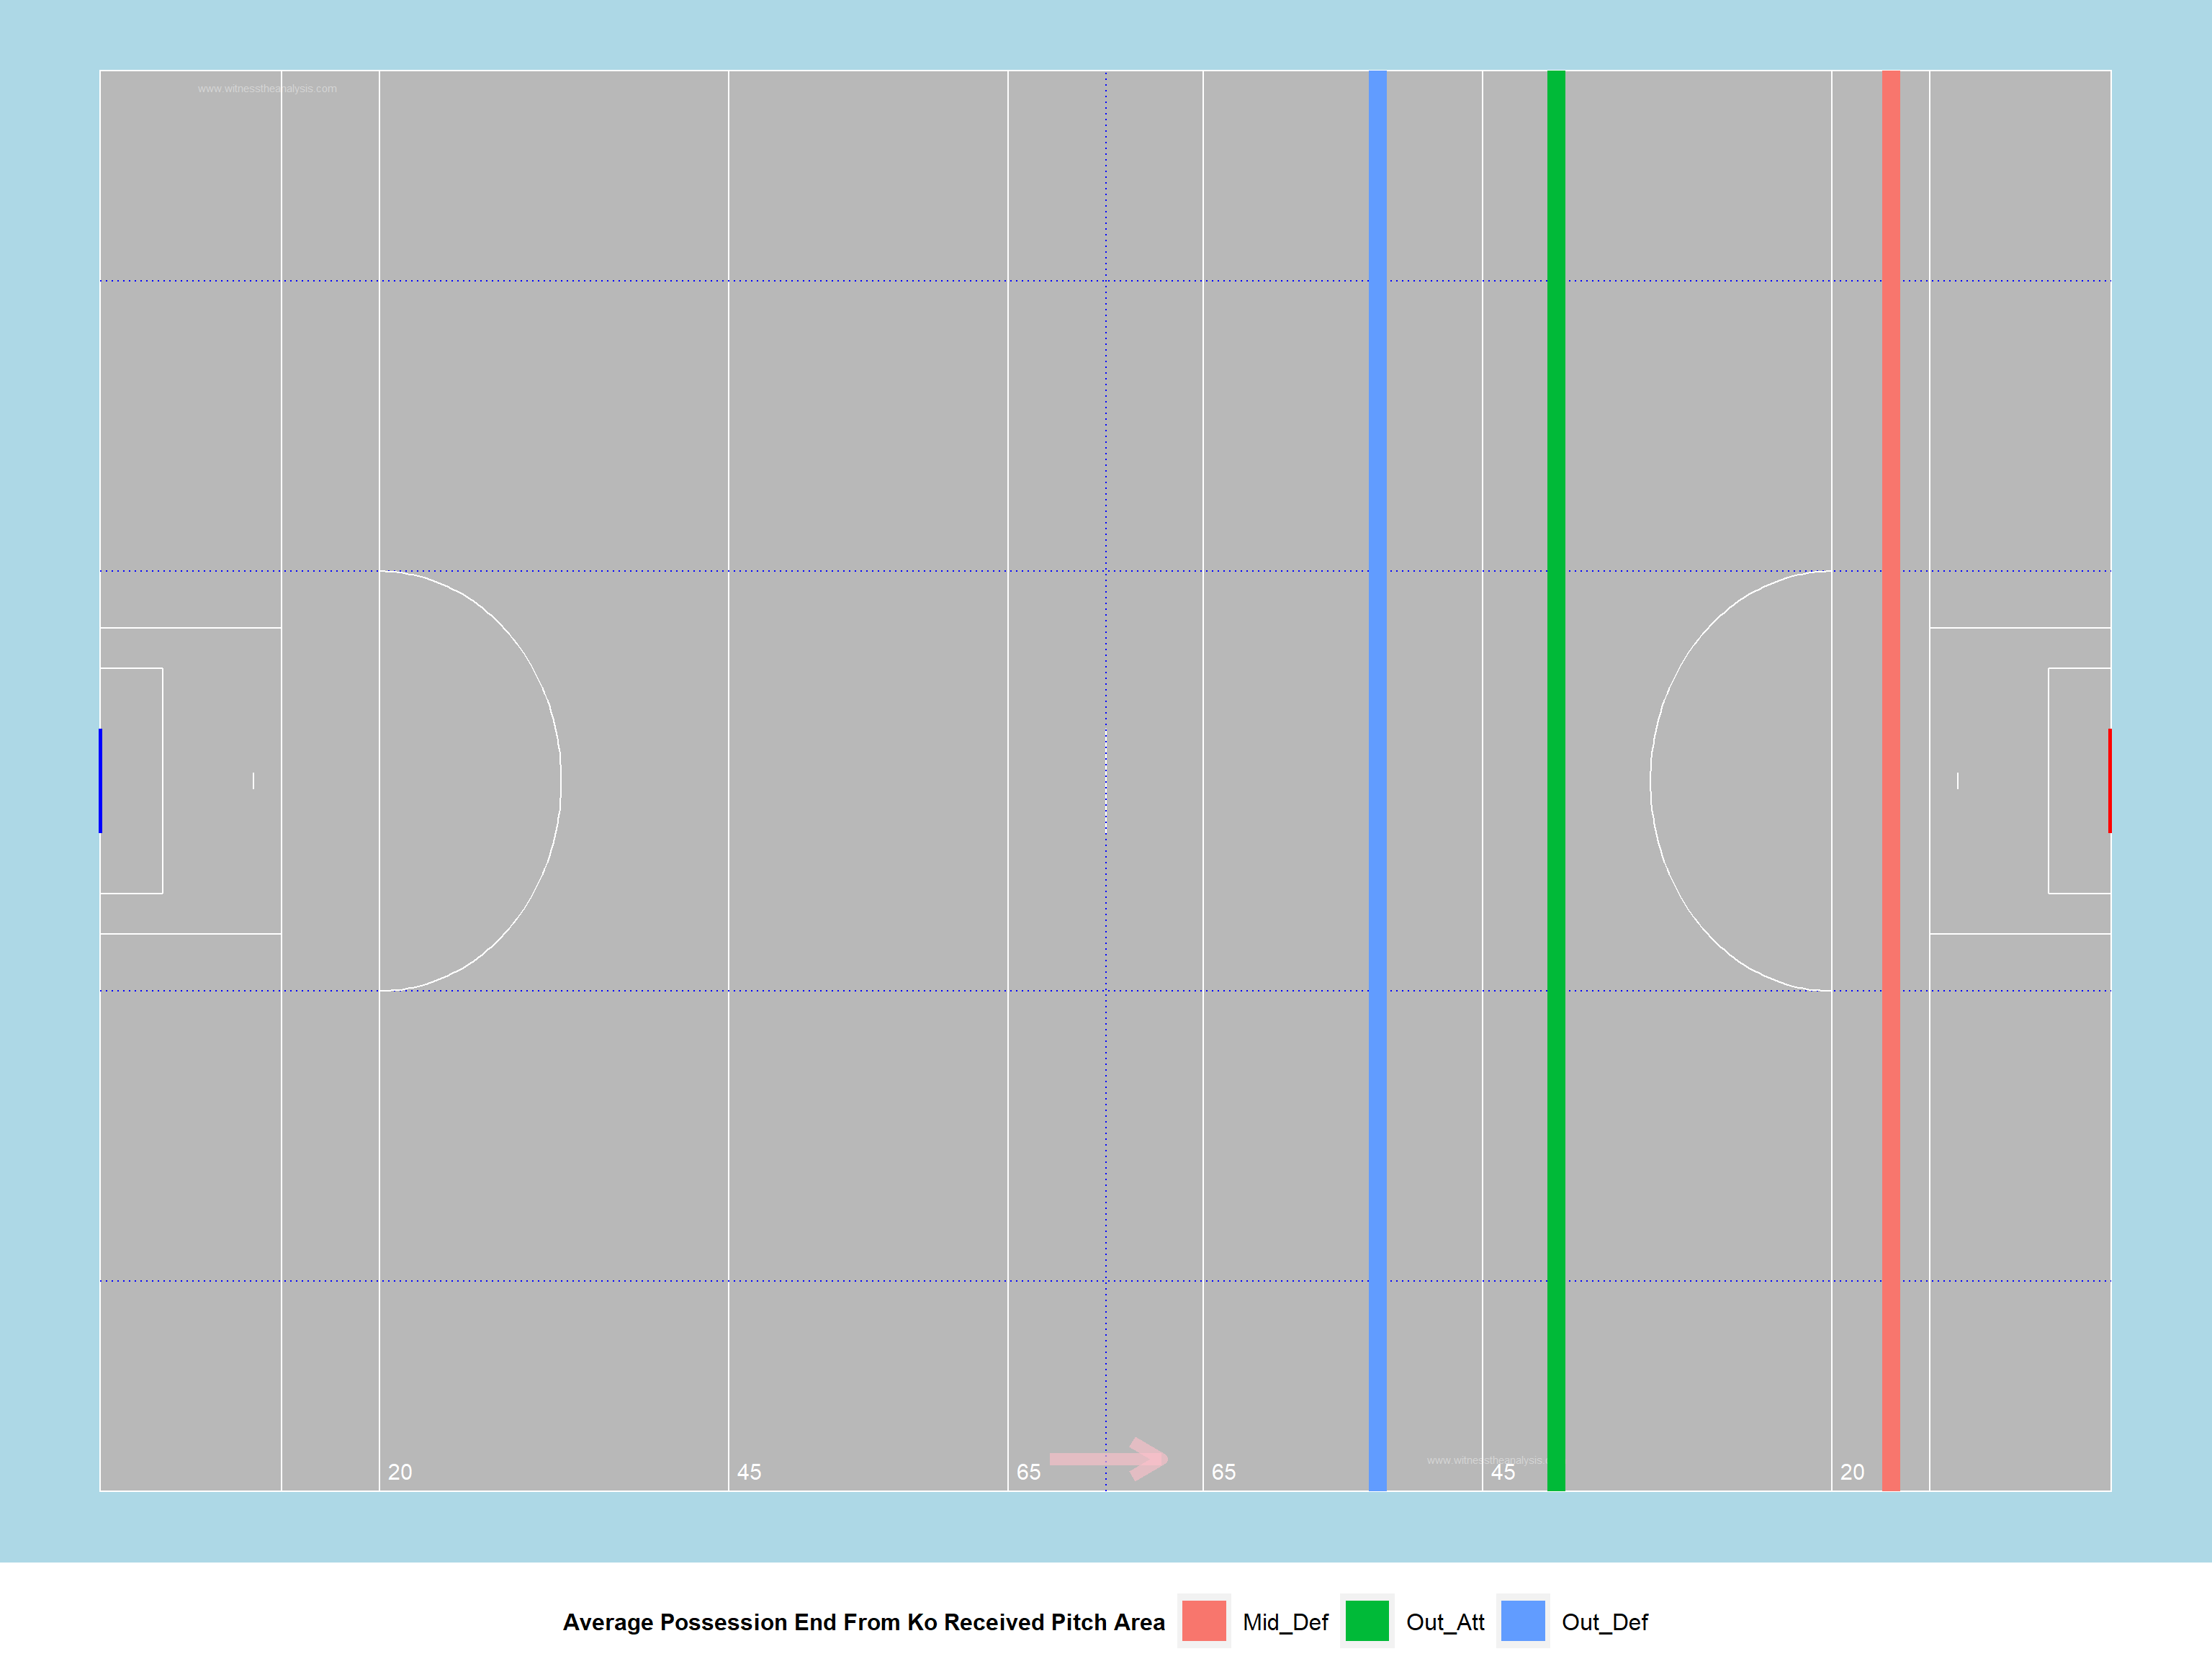 www.witnesstheanalysis.com
20 45 65 65 45 20
www.witnesstheanalysis.
Average Possession End From Ko Received Pitch Area Mid_Def Out_Att Out_Def